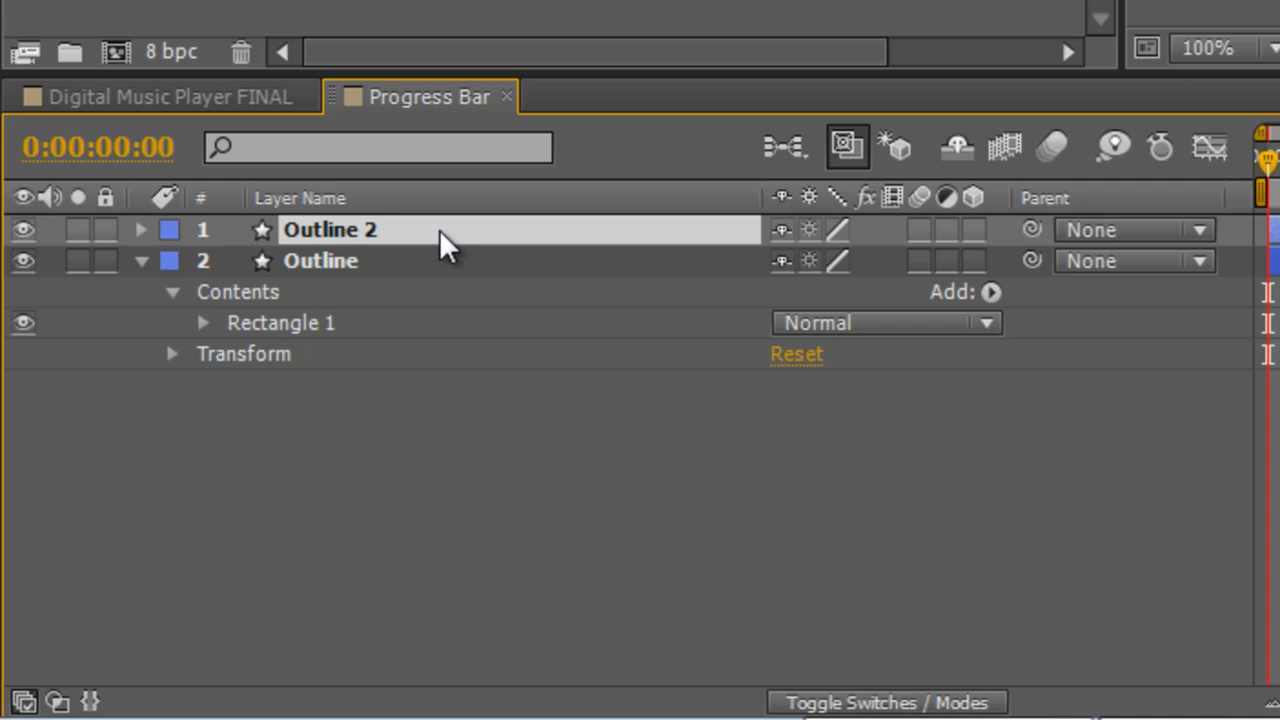 8 bpc
100%
Digital Music Player FINAL
Progress Bar
0:00:00:00
# Layer Name fx Parent
1 Outline 2 None
2 Outline None
Contents Add:
Rectangle 1 Normal
Transform Reset
Toggle Switches / Modes